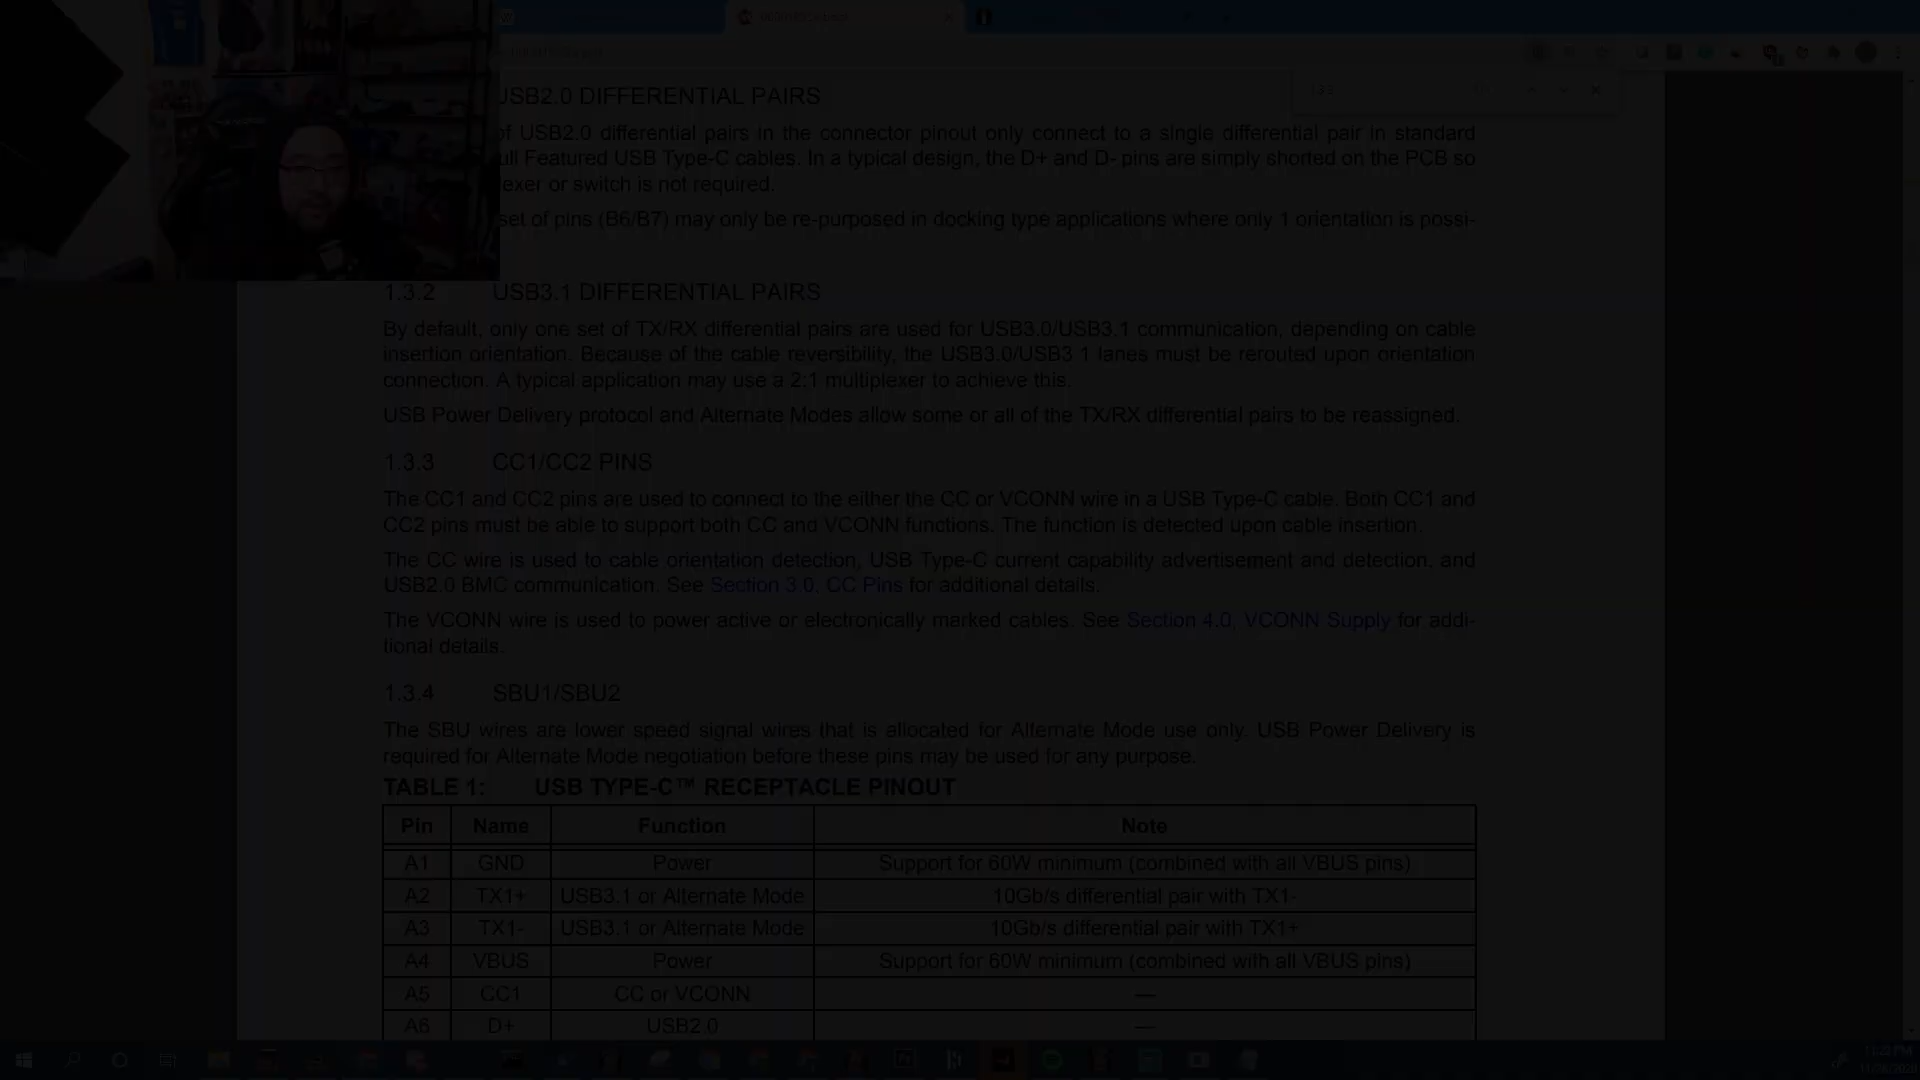 USB2.0 DIFFERENTIAL PAIRS
of USB2.0 differential pairs in the connector pinout only connect to a single differential pair in standard
ull Featured USB Type-C cables. In a typical design, the D+ and D- pins are simply shorted on the PCB so
exer or switch is not required.
set of pins (B6/B7) may only be re-purposed in docking type applications where only 1 orientation is possi-
1.3.2 USB3.1 DIFFERENTIAL PAIRS
By default, only one set of TX/RX differential pairs are used for USB3.0/USB3.1 communication, depending on cable
insertion orientation. Because of the cable reversibility, the USB3.0/USB3 1 lanes must be rerouted upon orientation
connection. A typical application may use a 2:1 multiplexer to achieve this.
USB Power Delivery protocol and Alternate Modes allow some or all of the TX/RX differential pairs to be reassigned.
1.3.3 CC1/CC2 PINS
The CC1 and CC2 pins are used to connect to the either the CC or VCONN wire in a USB Type-C cable. Both CC1 and
CC2 pins must be able to support both CC and VCONN functions. The function is detected upon cable insertion.
The CC wire is used to cable orientation detection, USB Type-C current capability advertisement and detection, and
USB2.0 BMC communication. See Section 3.0, CC Pins for additional details.
The VCONN wire is used to power active or electronically marked cables. See Section 4.0, VCONN Supply for addi-
tional details.
1.3.4 SBU1/SBU2
The SBU wires are lower speed signal wires that is allocated for Alternate Mode use only. USB Power Delivery is
required for Alternate Mode negotiation before these pins may be used for any purpose.
TABLE 1: USB TYPE-C™ RECEPTACLE PINOUT
Pin Name Function Note
A1 GND Power Support for 60W minimum (combined with all VBUS pins)
A2 TX1+ USB3.1 or Alternate Mode 10Gb/s differential pair with TX1-
A3 TX1- USB3.1 or Alternate Mode 10Gb/s differential pair with TX1+
A4 VBUS Power Support for 60W minimum (combined with all VBUS pins)
A5 CC1 CC or VCONN —
A6 D+ USB2.0 —